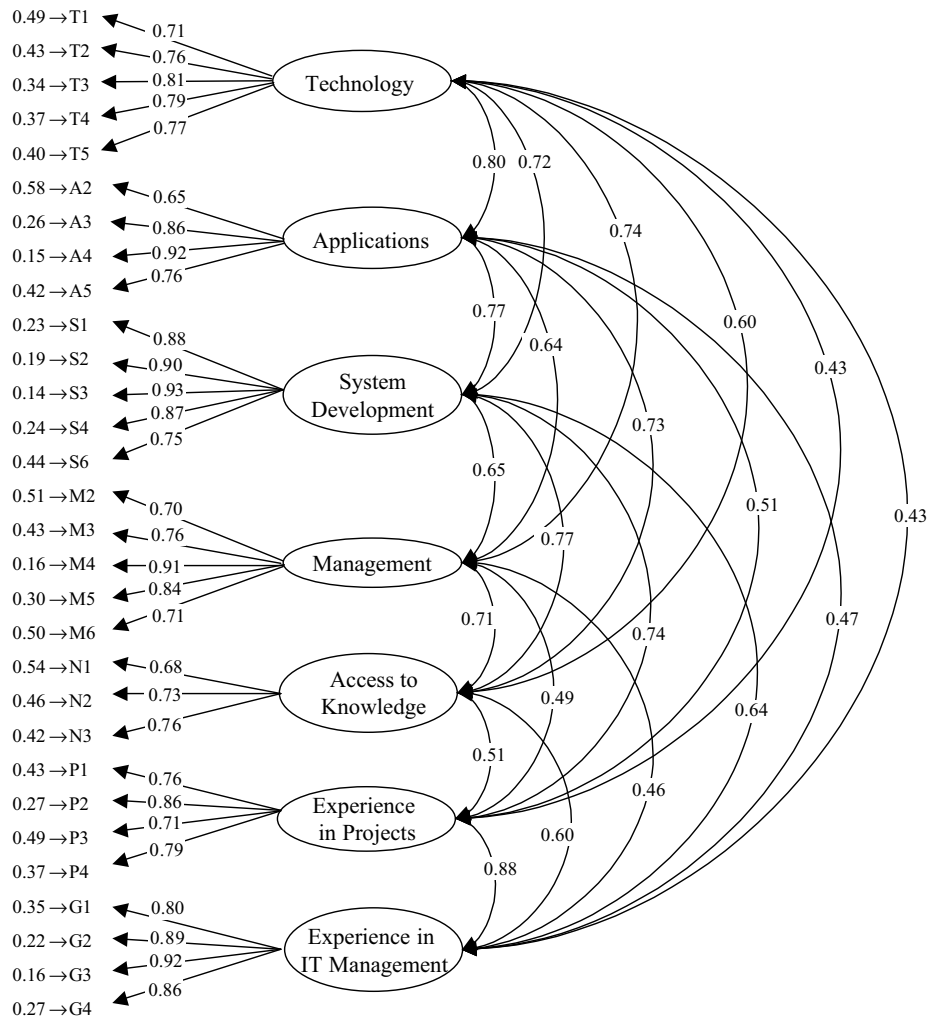 0.49→T1
0.71
0.43→T2
0.76
0.34→T3
0.81
0.37→T4
0.79
0.40→T5
0.77
Technology
0.58→A2
0.65
0.26→A3
0.86
0.15→A4
0.92
0.42→A5
0.76
Applications
0.23→S1
0.88
0.19→S2
0.90
0.14→S3
0.93
0.24→S4
0.87
0.44→S6
0.75
System
Development
0.51→M2
0.70
0.43→M3
0.76
0.16→M4
0.91
0.30→M5
0.84
0.50→M6
0.71
Management
0.54→N1
0.68
0.46→N2
0.73
0.42→N3
0.76
Access to
Knowledge
0.43→P1
0.76
0.27→P2
0.86
0.49→P3
0.71
0.37→P4
0.79
Experience
in Projects
0.35→G1
0.80
0.22→G2
0.89
0.16→G3
0.92
0.27→G4
0.86
Experience in
IT Management
0.80
0.72
0.74
0.77
0.60
0.64
0.43
0.73
0.65
0.51
0.43
0.77
0.71
0.47
0.74
0.49
0.64
0.51
0.46
0.60
0.88